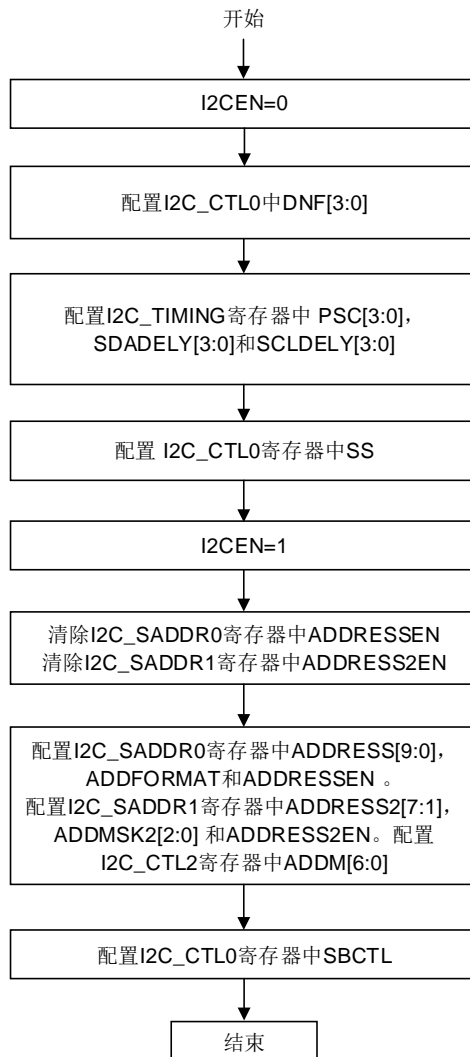 开始
I2CEN=0
配置I2C_CTL0中DNF[3:0]
配置I2C_TIMING寄存器中 PSC[3:0]，
SDADELY[3:0]和SCLDELY[3:0]
配置 I2C_CTL0寄存器中SS
I2CEN=1
清除I2C_SADDR0寄存器中ADDRESSEN
清除I2C_SADDR1寄存器中ADDRESS2EN
配置I2C_SADDR0寄存器中ADDRESS[9:0]，
ADDFORMAT和ADDRESSEN 。
配置I2C_SADDR1寄存器中ADDRESS2[7:1]，
ADDMSK2[2:0] 和ADDRESS2EN。配置
I2C_CTL2寄存器中ADDM[6:0]
配置I2C_CTL0寄存器中SBCTL
结束